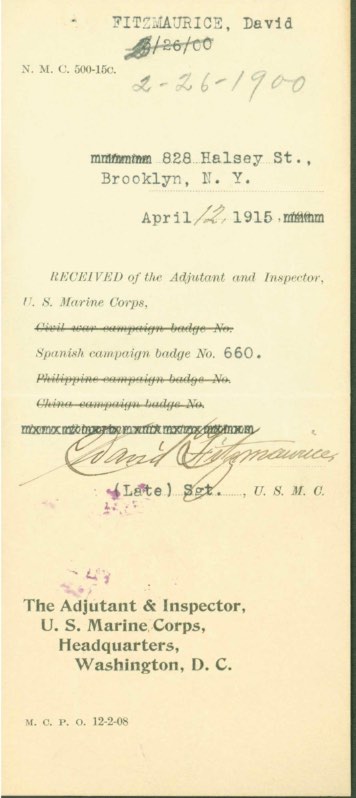 FITZMAURICE, David
2/26/00
N. M. C. 500-15c.
2-26-1900
828 Halsey St.,
Brooklyn, N. Y.
April 12, 1915
RECEIVED of the Adjutant and Inspector,
U. S. Marine Corps,
Civil war campaign badge No.
Spanish campaign badge No. 660.
Philippine campaign badge No.
China campaign badge No.
David Fitzmaurice
(Late) Sgt. , U. S. M. C.
The Adjutant & Inspector,
U. S. Marine Corps,
Headquarters,
Washington, D. C.
M. C. P. O. 12-2-08